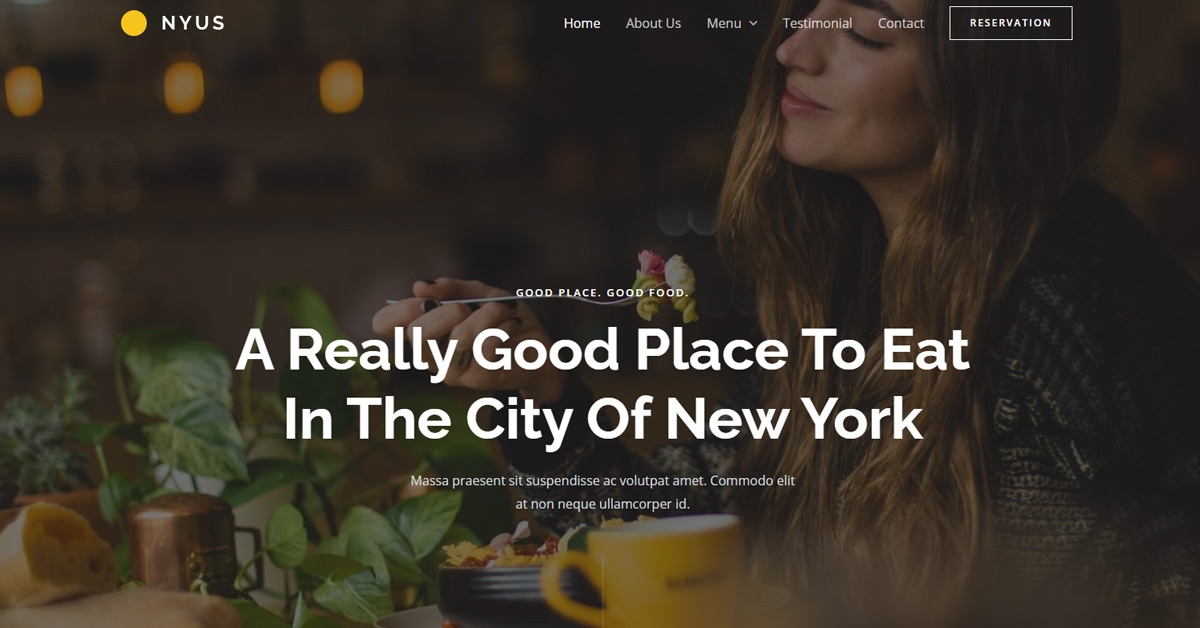 NYUS
Home About Us Menu Testimonial Contact RESERVATION
GOOD PLACE. GOOD FOOD.
A Really Good Place To Eat
In The City Of New York
Massa praesent sit suspendisse ac volutpat amet. Commodo elit
at non neque ullamcorper id.